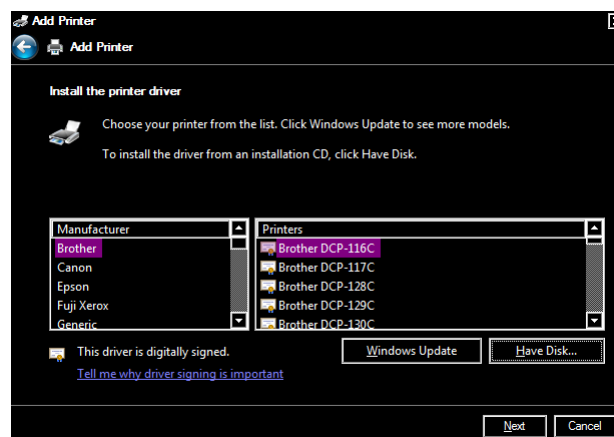 Add Printer
Add Printer
Install the printer driver
Choose your printer from the list. Click Windows Update to see more models.
To install the driver from an installation CD, click Have Disk.
Manufacturer
Brother
Canon
Epson
Fuji Xerox
Generic
Printers
Brother DCP-116C
Brother DCP-117C
Brother DCP-128C
Brother DCP-129C
Brother DCP-130C
This driver is digitally signed.
Tell me why driver signing is important
Windows Update
Have Disk...
Next
Cancel